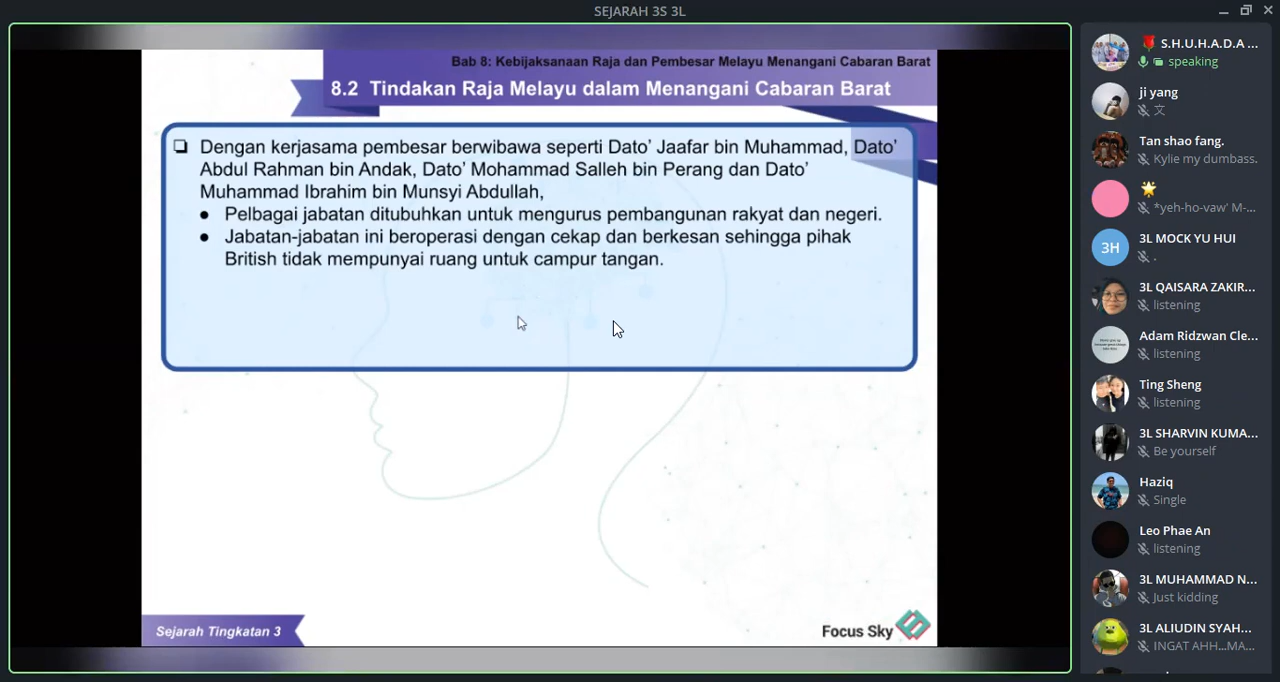 SEJARAH 3S 3L
Bab 8: Kebijaksanaan Raja dan Pembesar Melayu Menangani Cabaran Barat
8.2 Tindakan Raja Melayu dalam Menangani Cabaran Barat
Dengan kerjasama pembesar berwibawa seperti Dato’ Jaafar bin Muhammad, Dato’
Abdul Rahman bin Andak, Dato’ Mohammad Salleh bin Perang dan Dato’
Muhammad Ibrahim bin Munsyi Abdullah,
● Pelbagai jabatan ditubuhkan untuk mengurus pembangunan rakyat dan negeri.
● Jabatan-jabatan ini beroperasi dengan cekap dan berkesan sehingga pihak
British tidak mempunyai ruang untuk campur tangan.
Sejarah Tingkatan 3
Focus Sky
🌹 S.H.U.H.A.D.A ...
speaking
ji yang
文
Tan shao fang.
Kylie my dumbass.
🌟
*yeh-ho-vaw' M-...
3H
3L MOCK YU HUI
.
3L QAISARA ZAKIR...
listening
Adam Ridzwan Cle...
listening
Ting Sheng
listening
3L SHARVIN KUMA...
Be yourself
Haziq
Single
Leo Phae An
listening
3L MUHAMMAD N...
Just kidding
3L ALIUDIN SYAH...
INGAT AHH...MA...